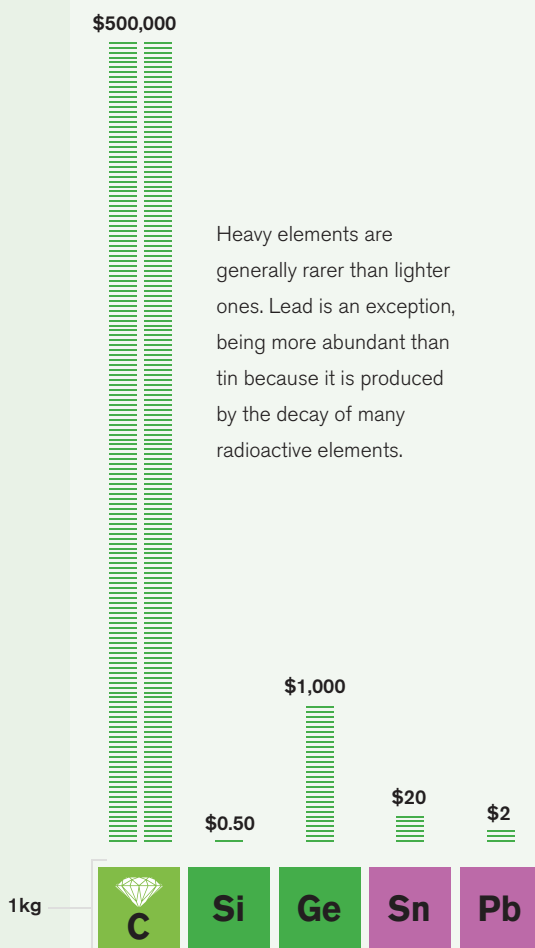 $500,000
Heavy elements are
generally rarer than lighter
ones. Lead is an exception,
being more abundant than
tin because it is produced
by the decay of many
radioactive elements.
$1,000
$20
$2
$0.50
1kg
C
Si
Ge
Sn
Pb